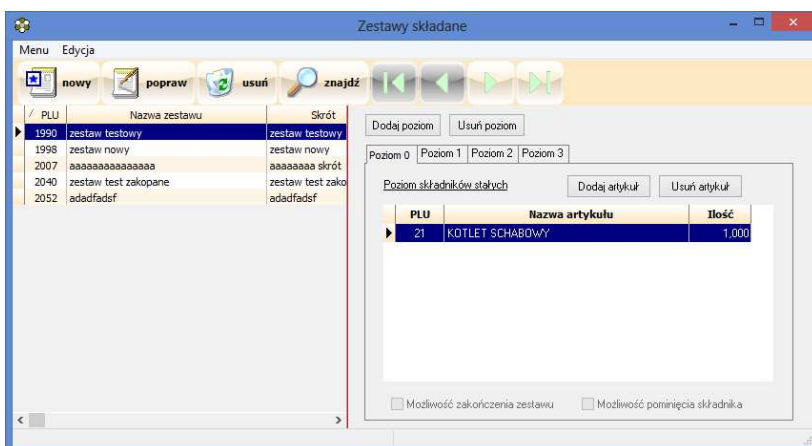 Zestawy składane
Menu Edycja
nowy popraw usuń znajdź
PLU Nazwa zestawu Skrót
1990 zestaw testowy zestaw testowy
1998 zestaw nowy zestaw nowy
2007 aaaaaaaaaaaaaaa aaaaaaaa skrót
2040 zestaw test zakopane zestaw test zako
2052 adadfadsf adadfadsf
Dodaj poziom Usuń poziom
Poziom 0 Poziom 1 Poziom 2 Poziom 3
Poziom składników stałych Dodaj artykuł Usuń artykuł
PLU Nazwa artykułu Ilość
21 KOTLET SCHABOWY 1,000
Możliwość zakończenia zestawu Możliwość pominięcia składnika